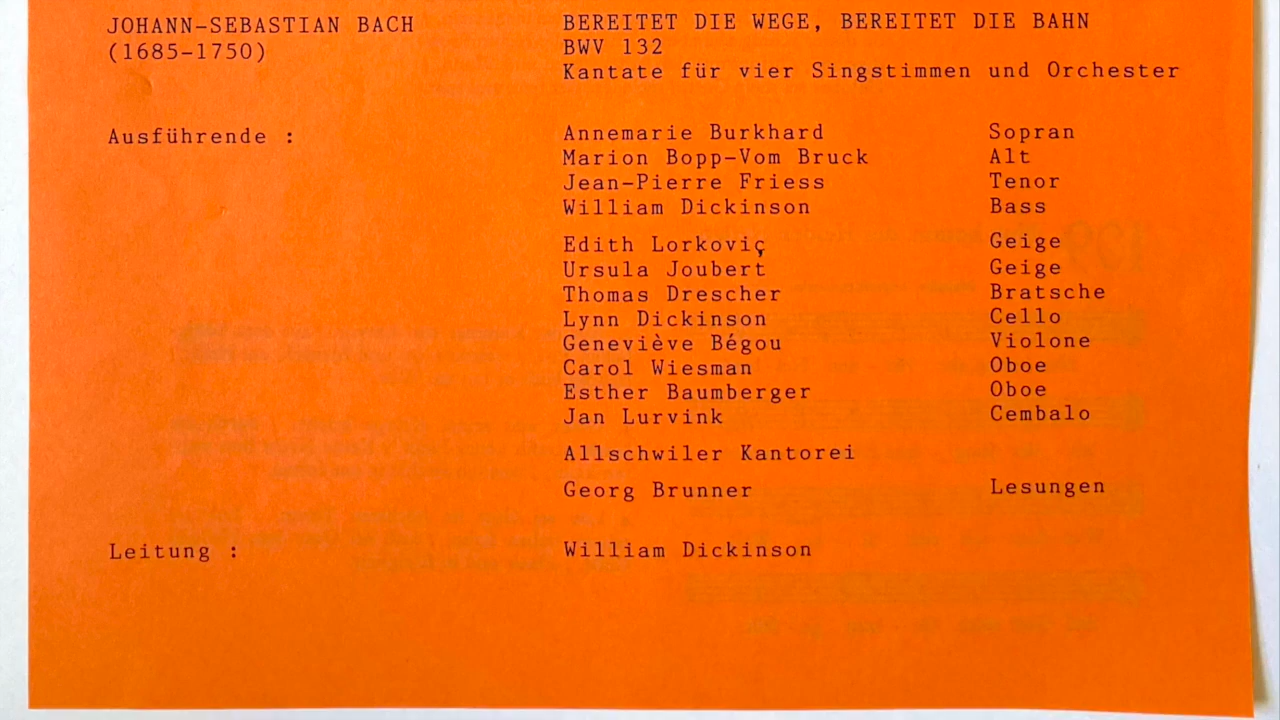 JOHANN-SEBASTIAN BACH BEREITET DIE WEGE, BEREITET DIE BAHN
(1685-1750) BWV 132
Kantate für vier Singstimmen und Orchester
Ausführende : Annemarie Burkhard Sopran
Marion Bopp-Vom Bruck Alt
Jean-Pierre Friess Tenor
William Dickinson Bass
Edith Lorkoviç Geige
Ursula Joubert Geige
Thomas Drescher Bratsche
Lynn Dickinson Cello
Geneviève Bégou Violone
Carol Wiesman Oboe
Esther Baumberger Oboe
Jan Lurvink Cembalo
Allschwiler Kantorei
Georg Brunner Lesungen
Leitung : William Dickinson